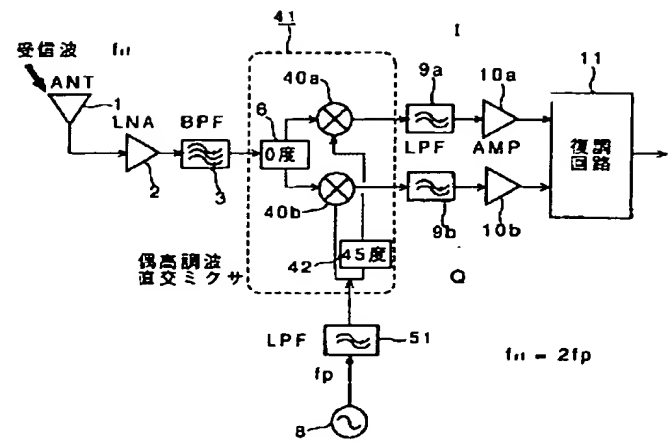 41
受信波 frf
I
ANT
1
40a
9a
10a
11
LNA
BPF
6
0度
LPF
AMP
復調
回路
2
3
40b
9b
10b
偶高調波
直交ミクサ
42
45度
Q
LPF
51
fp
frf = 2fp
8